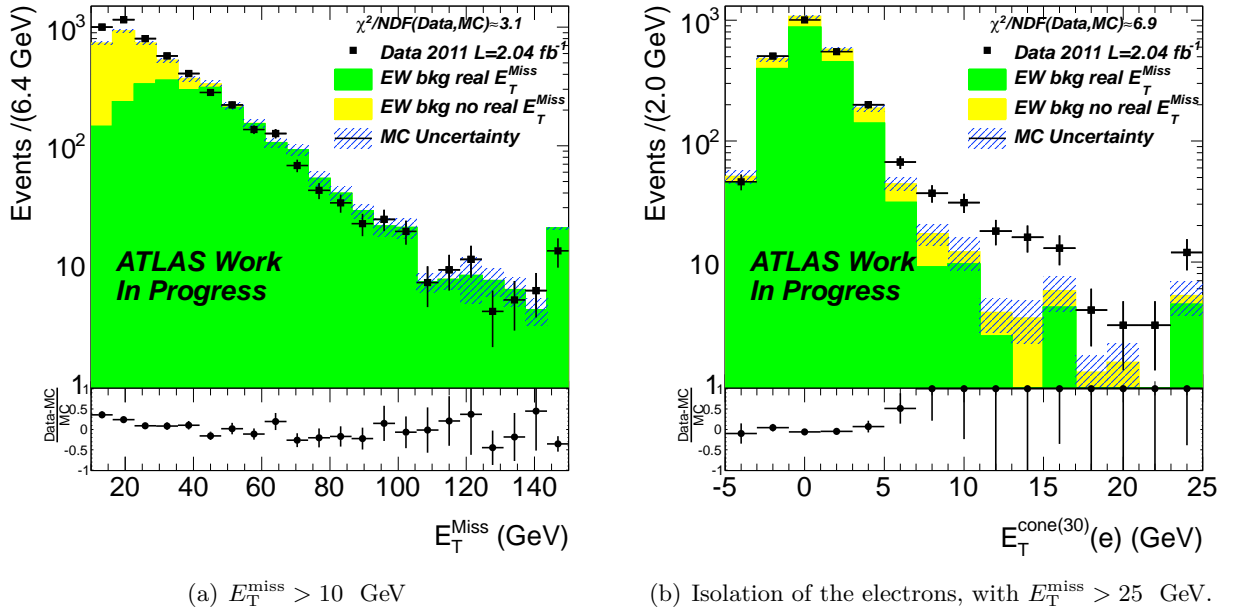 χ²/NDF(Data,MC)≈3.1
Data 2011 L=2.04 fb⁻¹
EW bkg real E_T^Miss
EW bkg no real E_T^Miss
MC Uncertainty
Events /(6.4 GeV)
10³
10²
10
1
ATLAS Work
In Progress
Data-MC
MC
1
0.5
0
-0.5
-1
20 40 60 80 100 120 140
E_T^Miss (GeV)
(a) E_T^miss > 10 GeV
χ²/NDF(Data,MC)≈6.9
Data 2011 L=2.04 fb⁻¹
EW bkg real E_T^Miss
EW bkg no real E_T^Miss
MC Uncertainty
Events /(2.0 GeV)
10³
10²
10
1
ATLAS Work
In Progress
Data-MC
MC
1
0.5
0
-0.5
-1
-5 0 5 10 15 20 25
E_T^cone(30)(e) (GeV)
(b) Isolation of the electrons, with E_T^miss > 25 GeV.